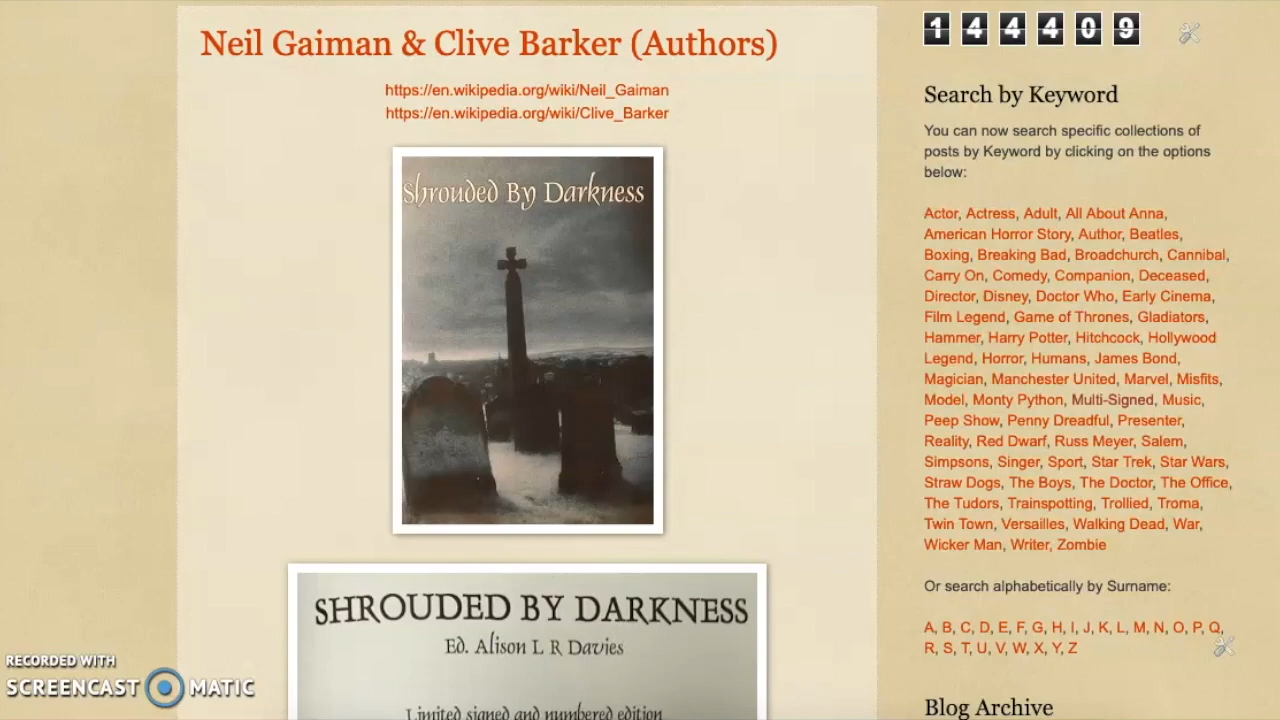 Neil Gaiman & Clive Barker (Authors)
https://en.wikipedia.org/wiki/Neil_Gaiman
https://en.wikipedia.org/wiki/Clive_Barker
Shrouded By Darkness
SHROUDED BY DARKNESS
Ed. Alison L R Davies
Limited signed and numbered edition
144409
Search by Keyword
You can now search specific collections of
posts by Keyword by clicking on the options
below:
Actor, Actress, Adult, All About Anna,
American Horror Story, Author, Beatles,
Boxing, Breaking Bad, Broadchurch, Cannibal,
Carry On, Comedy, Companion, Deceased,
Director, Disney, Doctor Who, Early Cinema,
Film Legend, Game of Thrones, Gladiators,
Hammer, Harry Potter, Hitchcock, Hollywood
Legend, Horror, Humans, James Bond,
Magician, Manchester United, Marvel, Misfits,
Model, Monty Python, Multi-Signed, Music,
Peep Show, Penny Dreadful, Presenter,
Reality, Red Dwarf, Russ Meyer, Salem,
Simpsons, Singer, Sport, Star Trek, Star Wars,
Straw Dogs, The Boys, The Doctor, The Office,
The Tudors, Trainspotting, Trollied, Troma,
Twin Town, Versailles, Walking Dead, War,
Wicker Man, Writer, Zombie
Or search alphabetically by Surname:
A, B, C, D, E, F, G, H, I, J, K, L, M, N, O, P, Q,
R, S, T, U, V, W, X, Y, Z
Blog Archive
RECORDED WITH
SCREENCAST MATIC